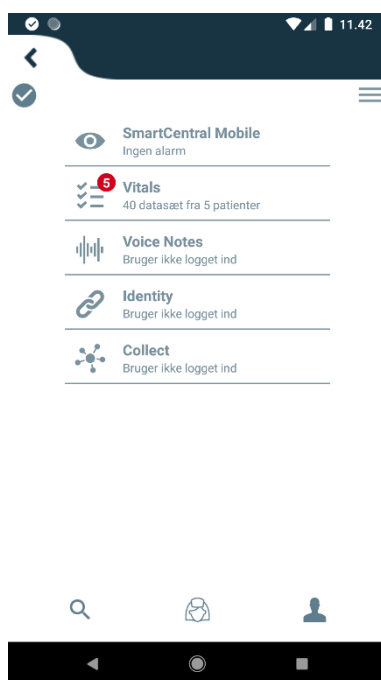 11.42
SmartCentral Mobile
Ingen alarm
5
Vitals
40 datasæt fra 5 patienter
Voice Notes
Bruger ikke logget ind
Identity
Bruger ikke logget ind
Collect
Bruger ikke logget ind